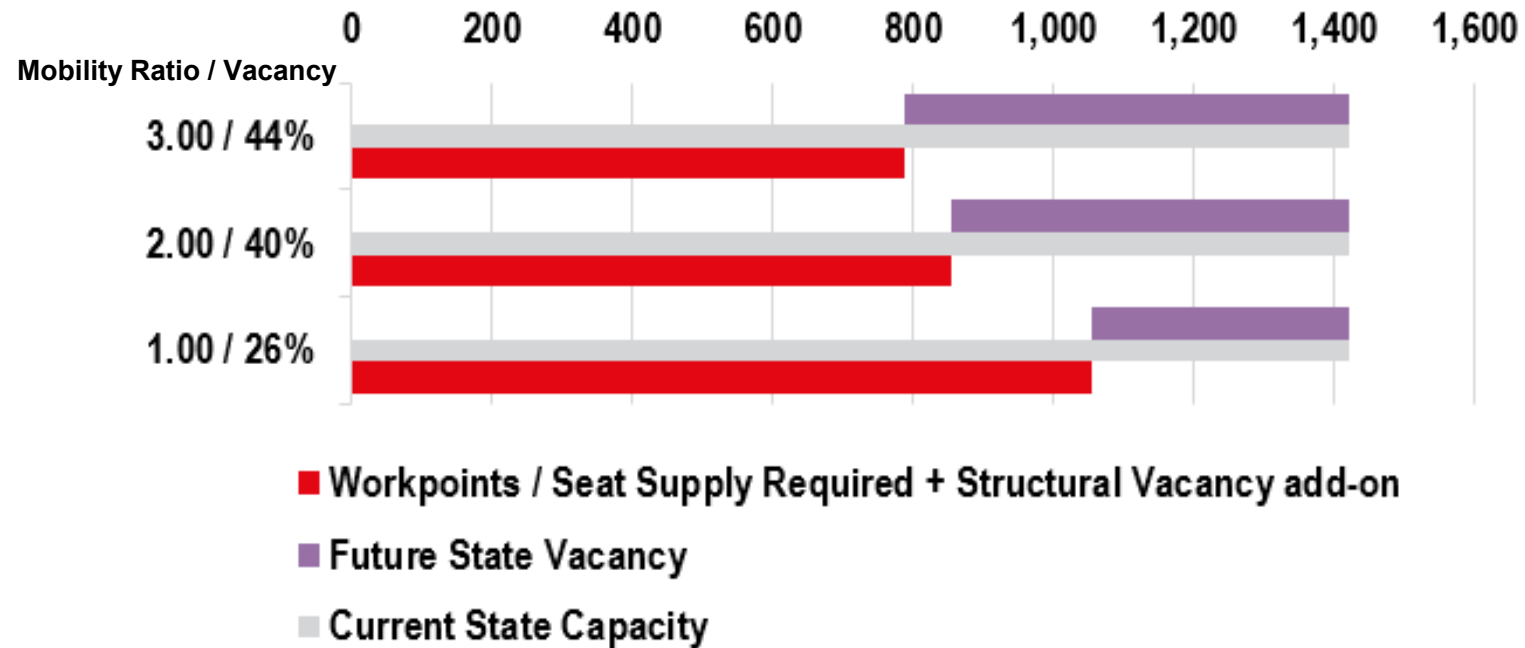 0 200 400 600 800 1,000 1,200 1,400 1,600
Mobility Ratio / Vacancy
3.00 / 44%
2.00 / 40%
1.00 / 26%
Workpoints / Seat Supply Required + Structural Vacancy add-on
Future State Vacancy
Current State Capacity